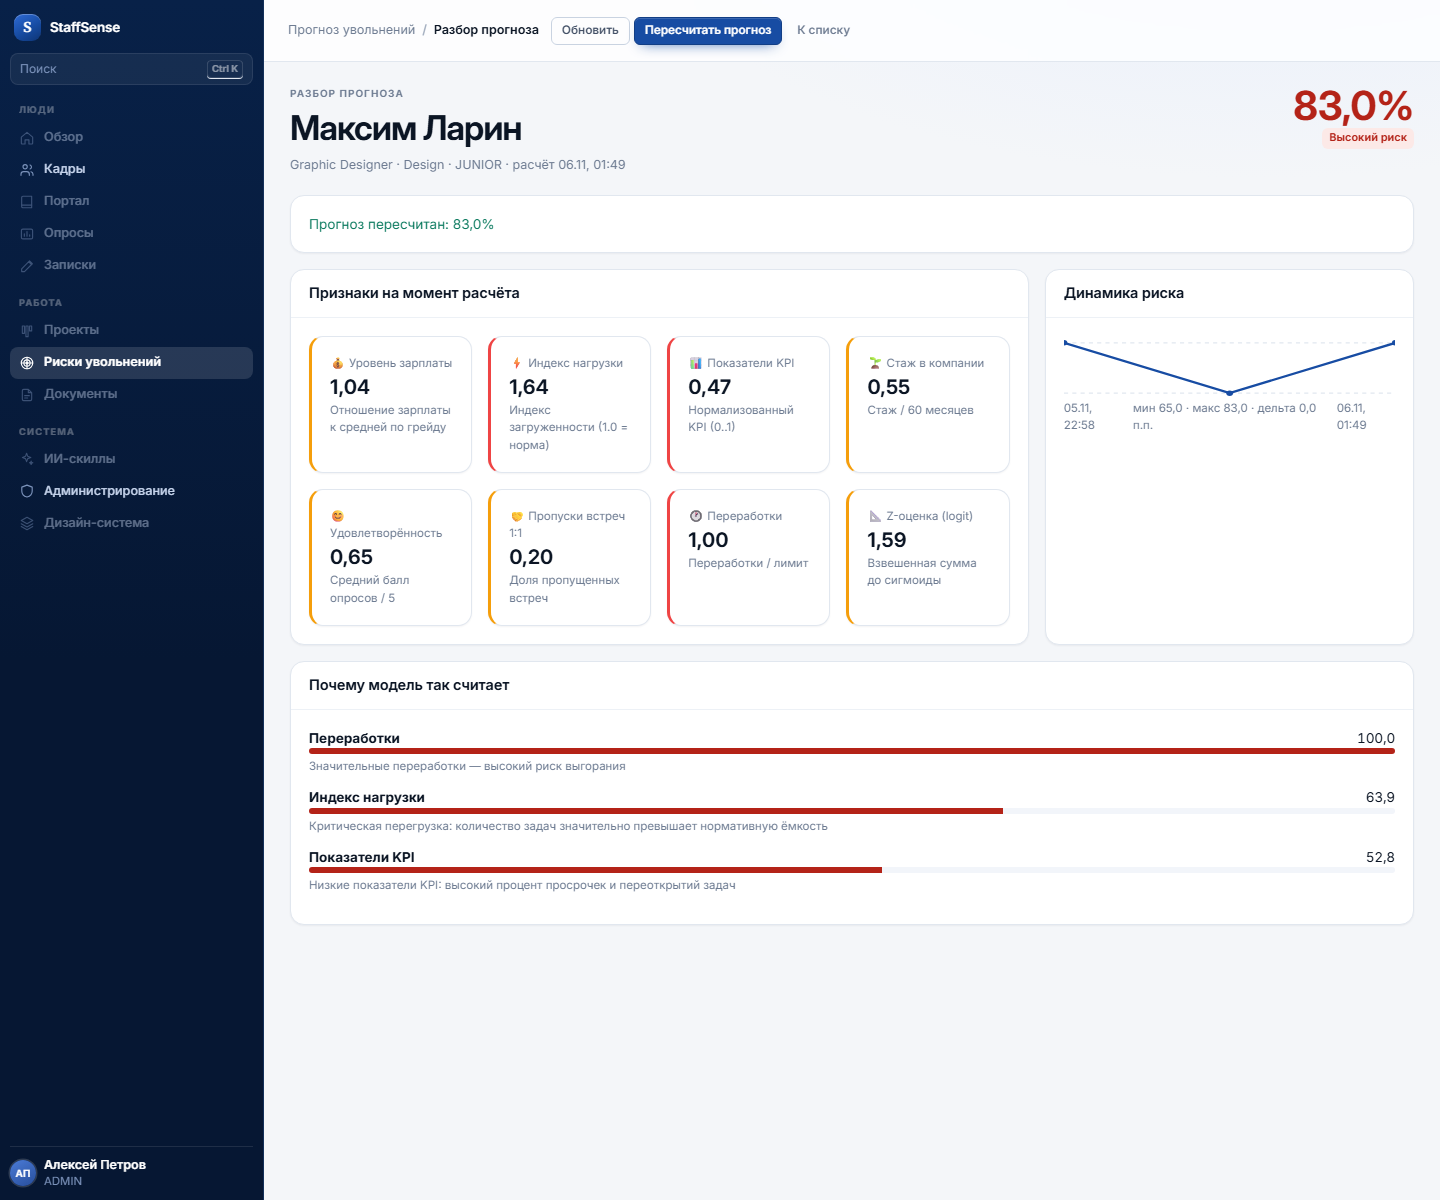 S StaffSense
Поиск Ctrl K
ЛЮДИ
Обзор
Кадры
Портал
Опросы
Записки
РАБОТА
Проекты
Риски увольнений
Документы
СИСТЕМА
ИИ-скиллы
Администрирование
Дизайн-система
АП Алексей Петров
ADMIN
Прогноз увольнений / Разбор прогноза Обновить Пересчитать прогноз К списку
РАЗБОР ПРОГНОЗА
Максим Ларин
Graphic Designer · Design · JUNIOR · расчёт 06.11, 01:49
83,0%
Высокий риск
Прогноз пересчитан: 83,0%
Признаки на момент расчёта
Уровень зарплаты
1,04
Отношение зарплаты
к средней по грейду
Индекс нагрузки
1,64
Индекс
загруженности (1.0 =
норма)
Показатели KPI
0,47
Нормализованный
KPI (0..1)
Стаж в компании
0,55
Стаж / 60 месяцев
Удовлетворённость
0,65
Средний балл
опросов / 5
Пропуски встреч
1:1
0,20
Доля пропущенных
встреч
Переработки
1,00
Переработки / лимит
Z-оценка (logit)
1,59
Взвешенная сумма
до сигмоиды
Динамика риска
05.11,
22:58
мин 65,0 · макс 83,0 · дельта 0,0
п.п.
06.11,
01:49
Почему модель так считает
Переработки 100,0
Значительные переработки — высокий риск выгорания
Индекс нагрузки 63,9
Критическая перегрузка: количество задач значительно превышает нормативную ёмкость
Показатели KPI 52,8
Низкие показатели KPI: высокий процент просрочек и переоткрытий задач